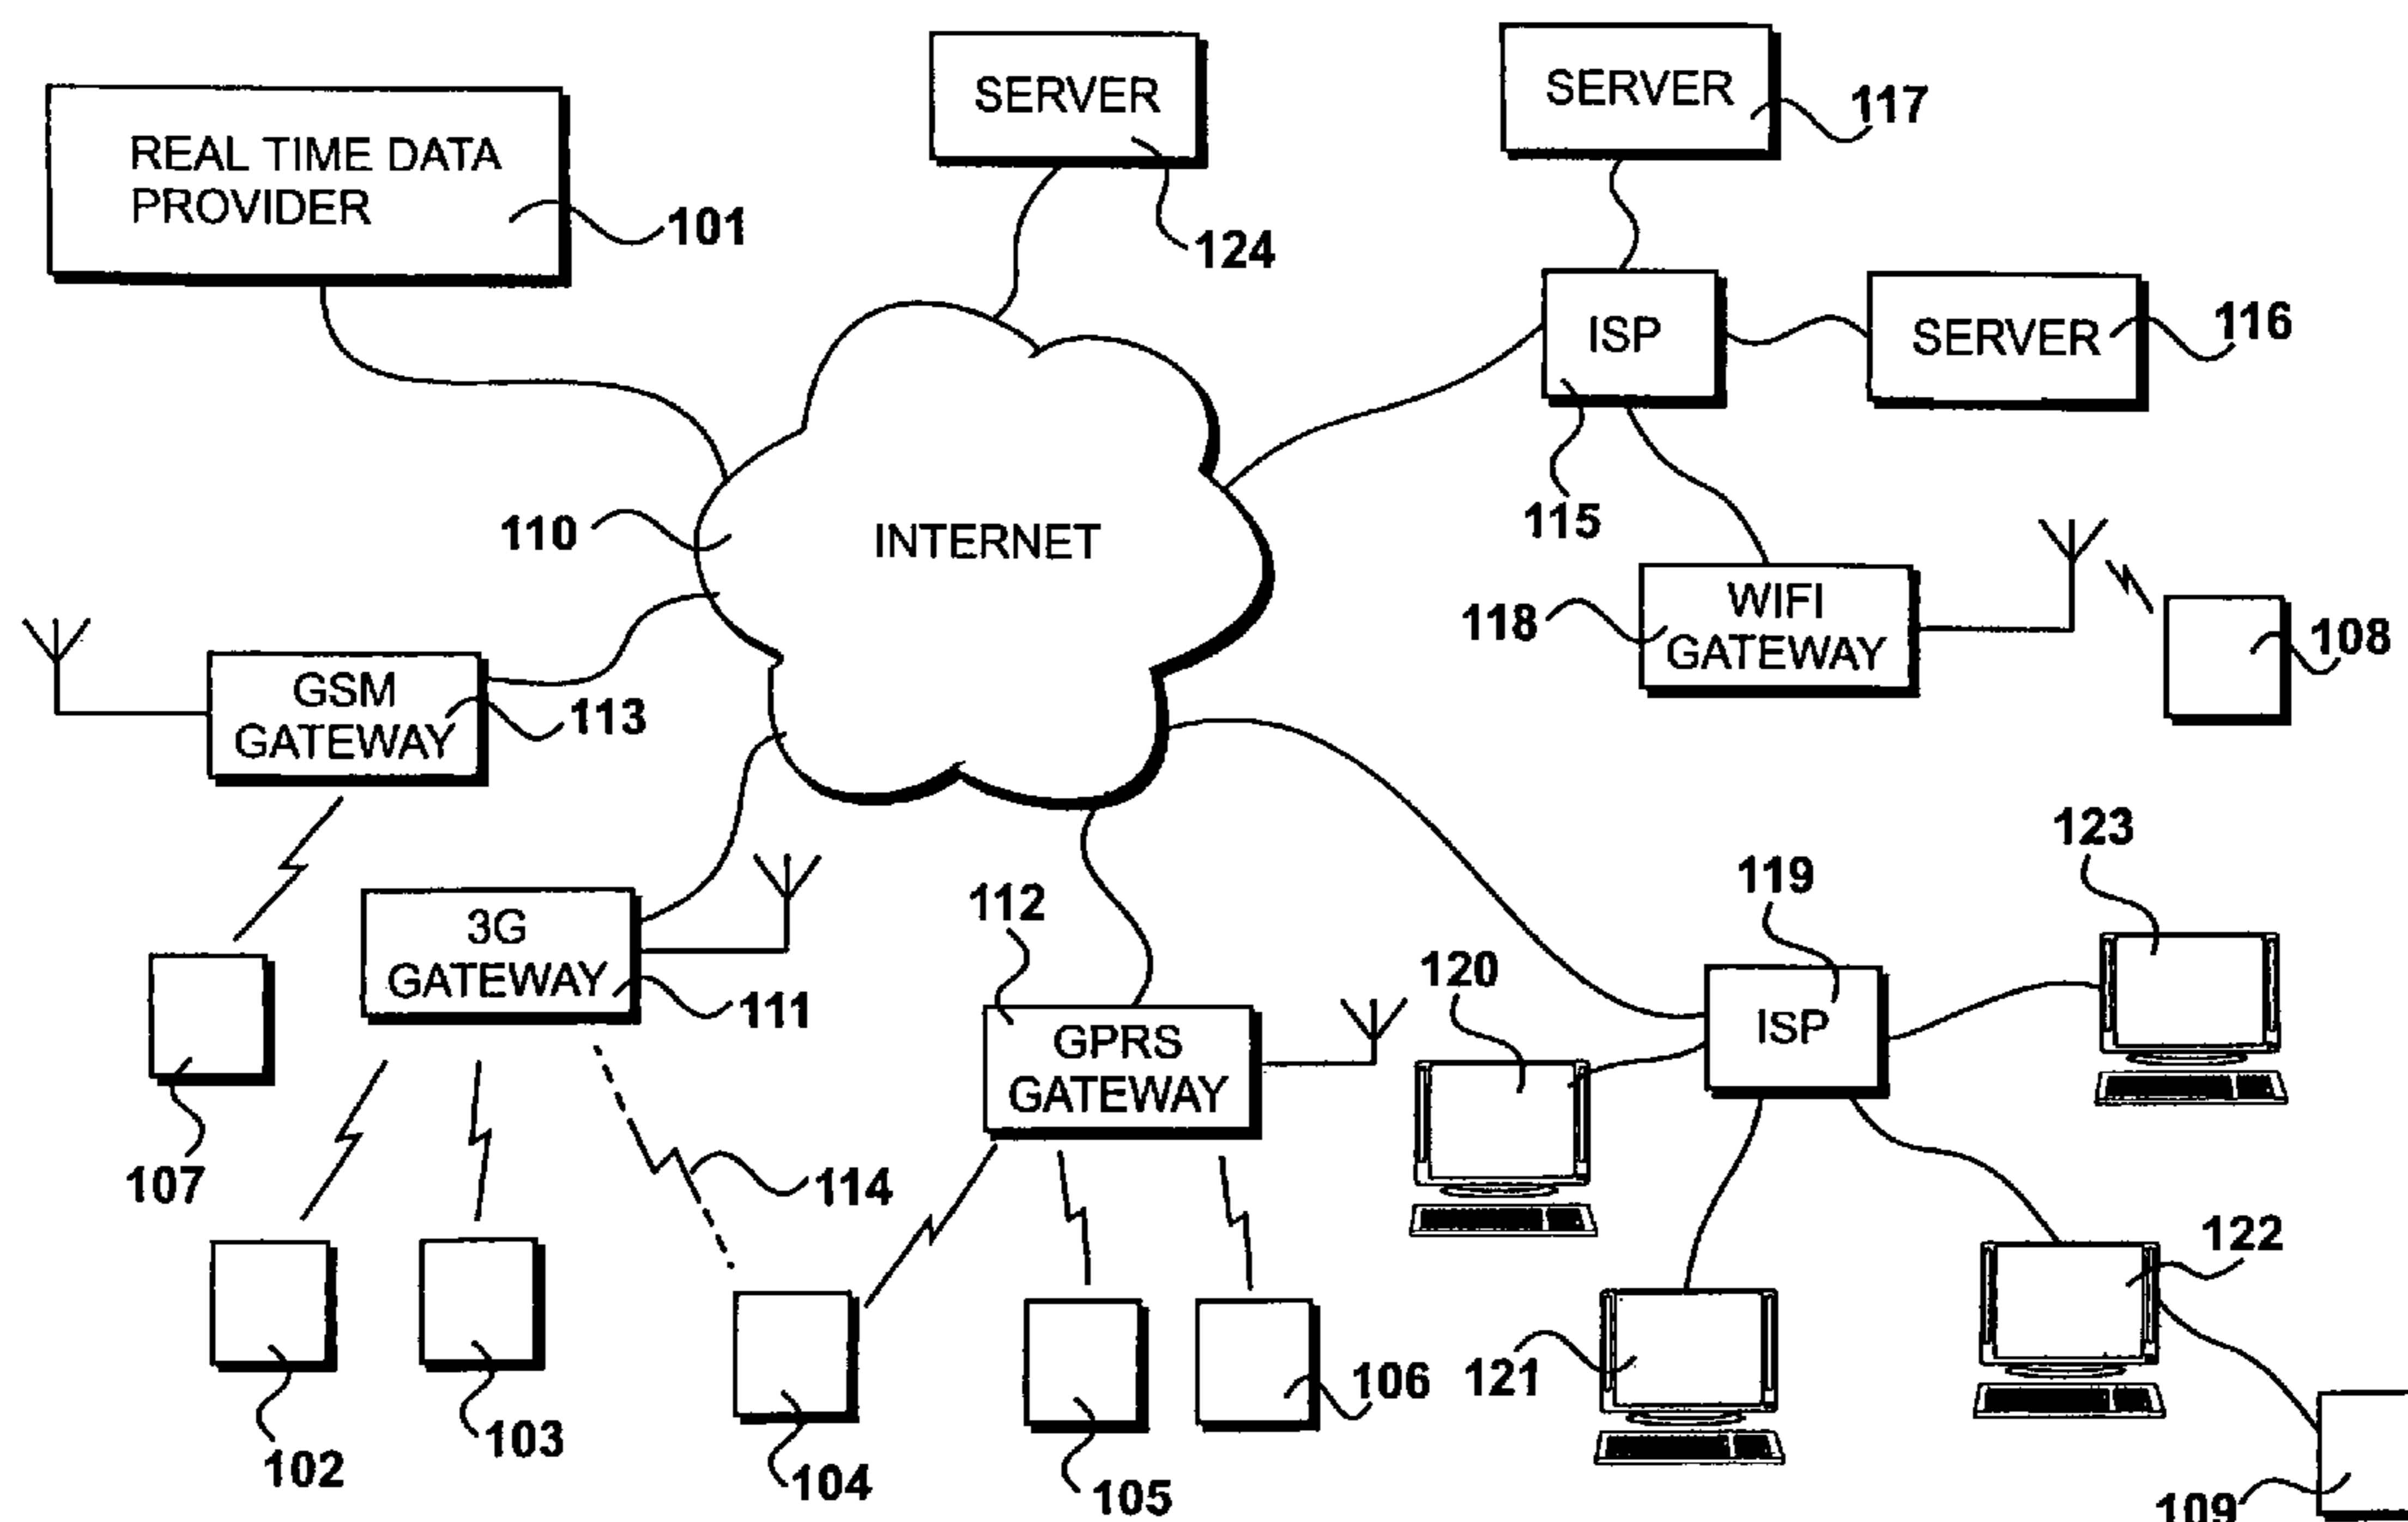 SERVER
SERVER
117
REAL TIME DATA
PROVIDER
101
124
ISP
SERVER
116
110
INTERNET
115
WIFI
GATEWAY
118
108
GSM
GATEWAY
113
123
119
112
3G
GATEWAY
111
120
ISP
GPRS
GATEWAY
107
114
122
121
106
102
103
104
105
109